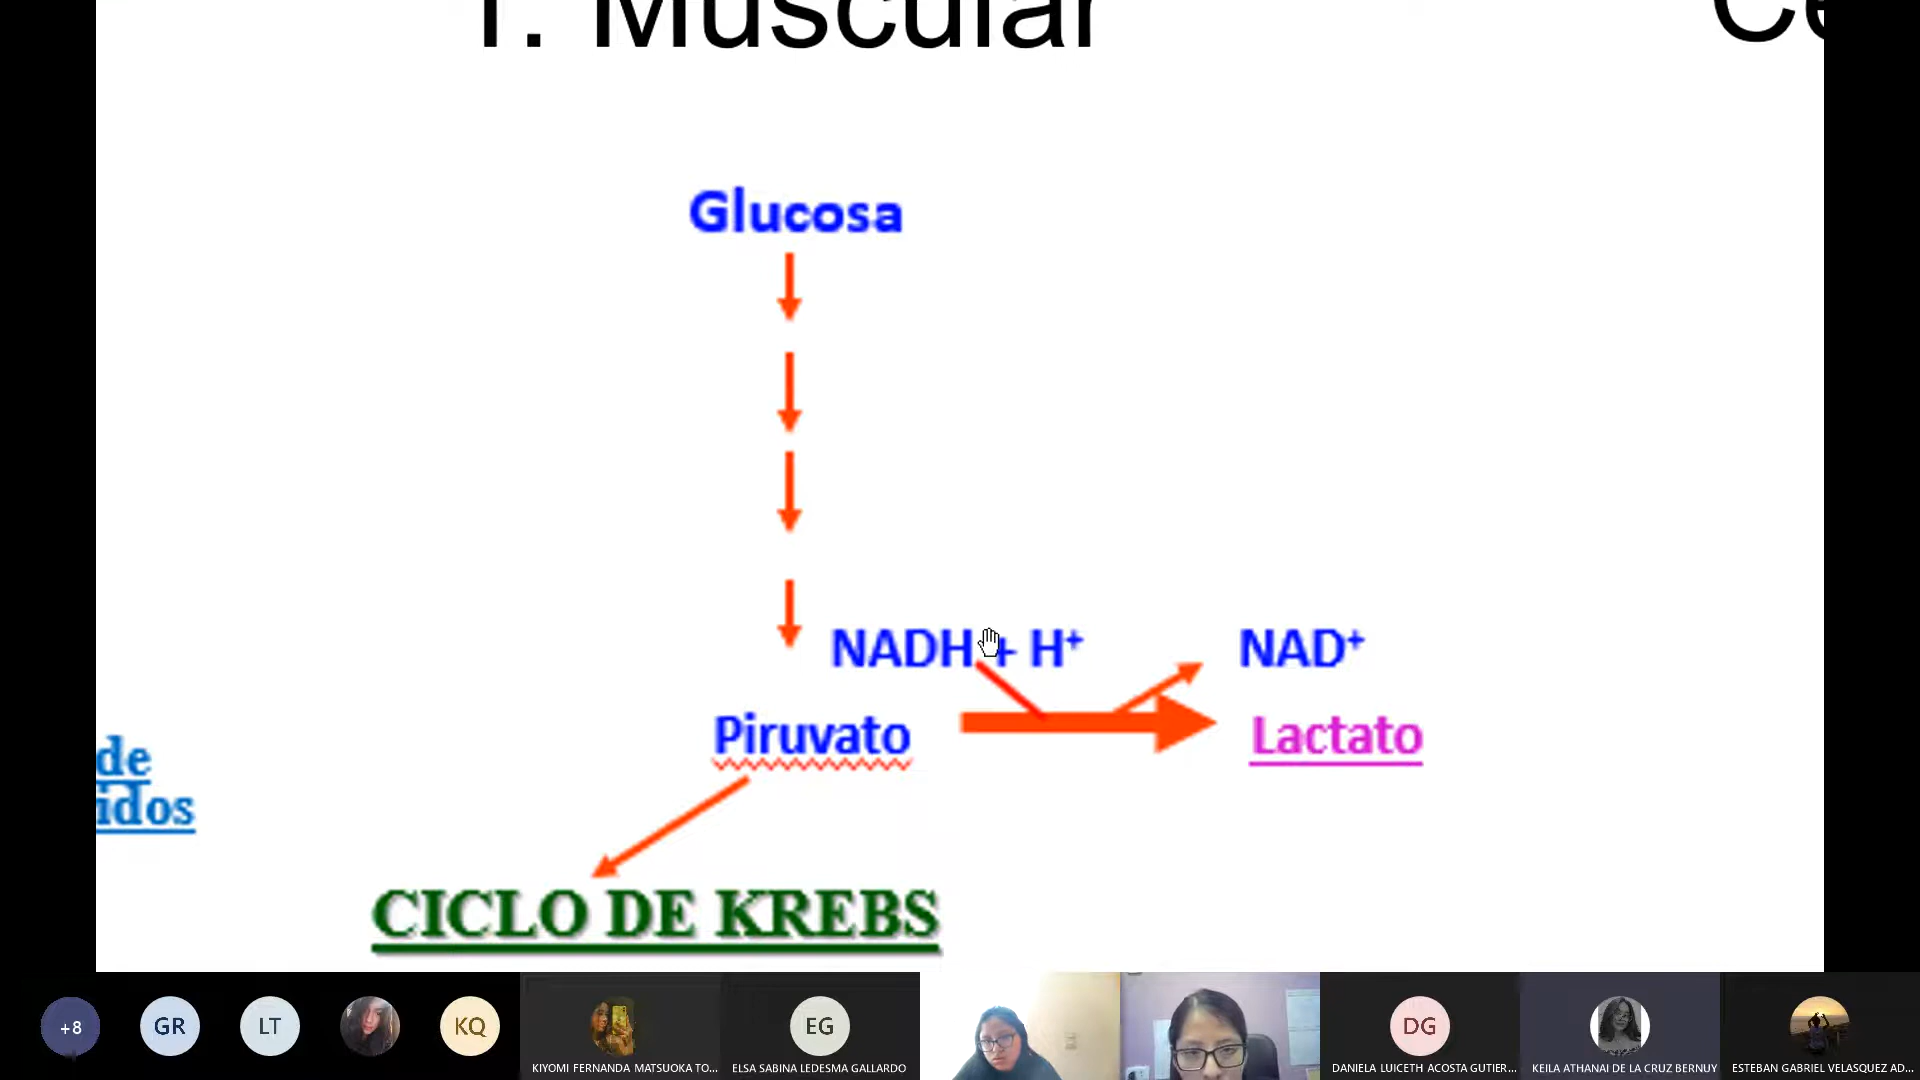 1. Muscular
Ce
Glucosa
NADH + H⁺
NAD⁺
Piruvato
Lactato
de
idos
CICLO DE KREBS
+8
GR
LT
KQ
EG
DG
KIYOMI FERNANDA MATSUOKA TO...
ELSA SABINA LEDESMA GALLARDO
DANIELA LUICETH ACOSTA GUTIER...
KEILA ATHANAI DE LA CRUZ BERNUY
ESTEBAN GABRIEL VELASQUEZ AD...